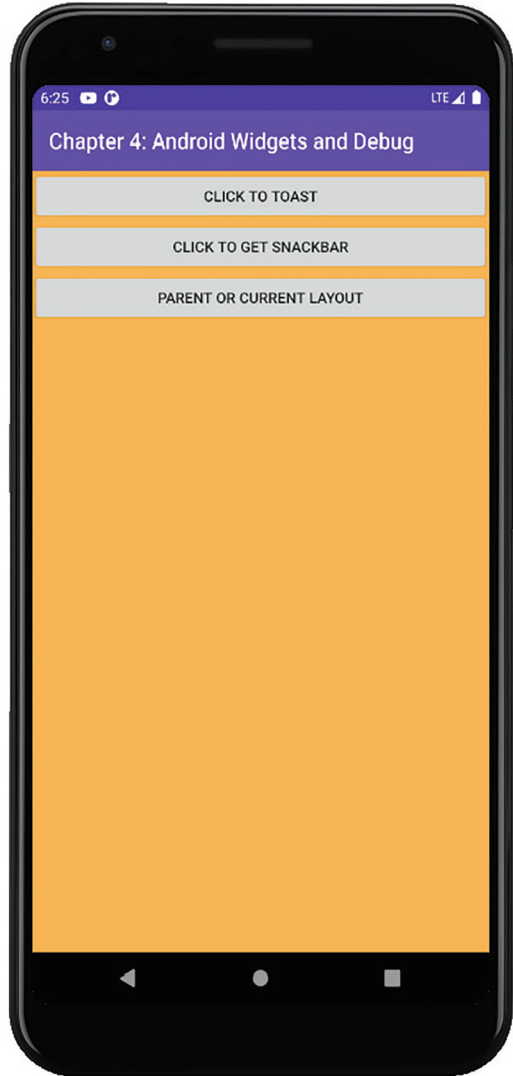 6:25 LTE
Chapter 4: Android Widgets and Debug
CLICK TO TOAST
CLICK TO GET SNACKBAR
PARENT OR CURRENT LAYOUT